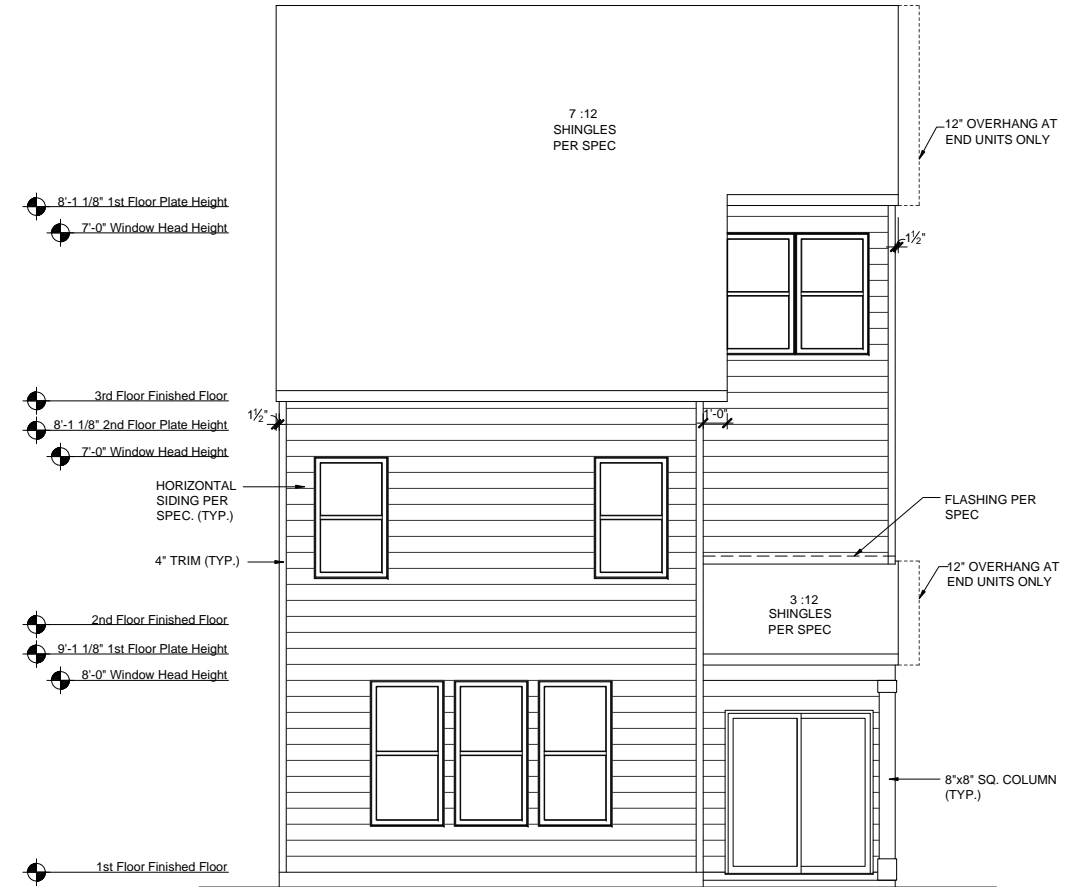 7 :12
SHINGLES
PER SPEC
12" OVERHANG AT
END UNITS ONLY
8'-1 1/8" 1st Floor Plate Height
7'-0" Window Head Height
1½"
3rd Floor Finished Floor
1½"
1'-0"
8'-1 1/8" 2nd Floor Plate Height
7'-0" Window Head Height
HORIZONTAL
SIDING PER
SPEC. (TYP.)
FLASHING PER
SPEC
4" TRIM (TYP.)
12" OVERHANG AT
END UNITS ONLY
3 :12
SHINGLES
PER SPEC
2nd Floor Finished Floor
9'-1 1/8" 1st Floor Plate Height
8'-0" Window Head Height
8"x8" SQ. COLUMN
(TYP.)
1st Floor Finished Floor